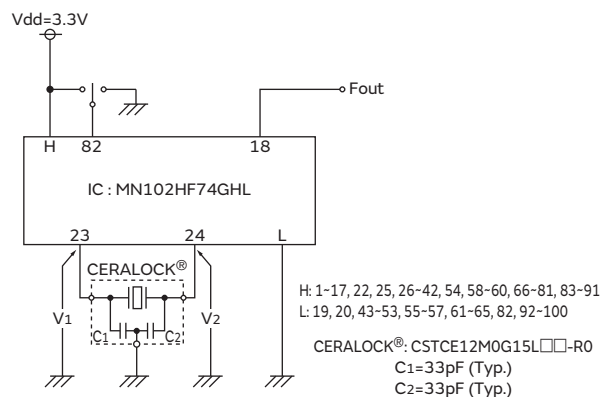 Vdd=3.3V
Fout
H 82 18
IC : MN102HF74GHL
23 24 L
CERALOCK®
V1 C1 C2 V2
H: 1~17, 22, 25, 26~42, 54, 58~60, 66~81, 83~91
L: 19, 20, 43~53, 55~57, 61~65, 82, 92~100
CERALOCK®: CSTCE12M0G15L□□-R0
C1=33pF (Typ.)
C2=33pF (Typ.)